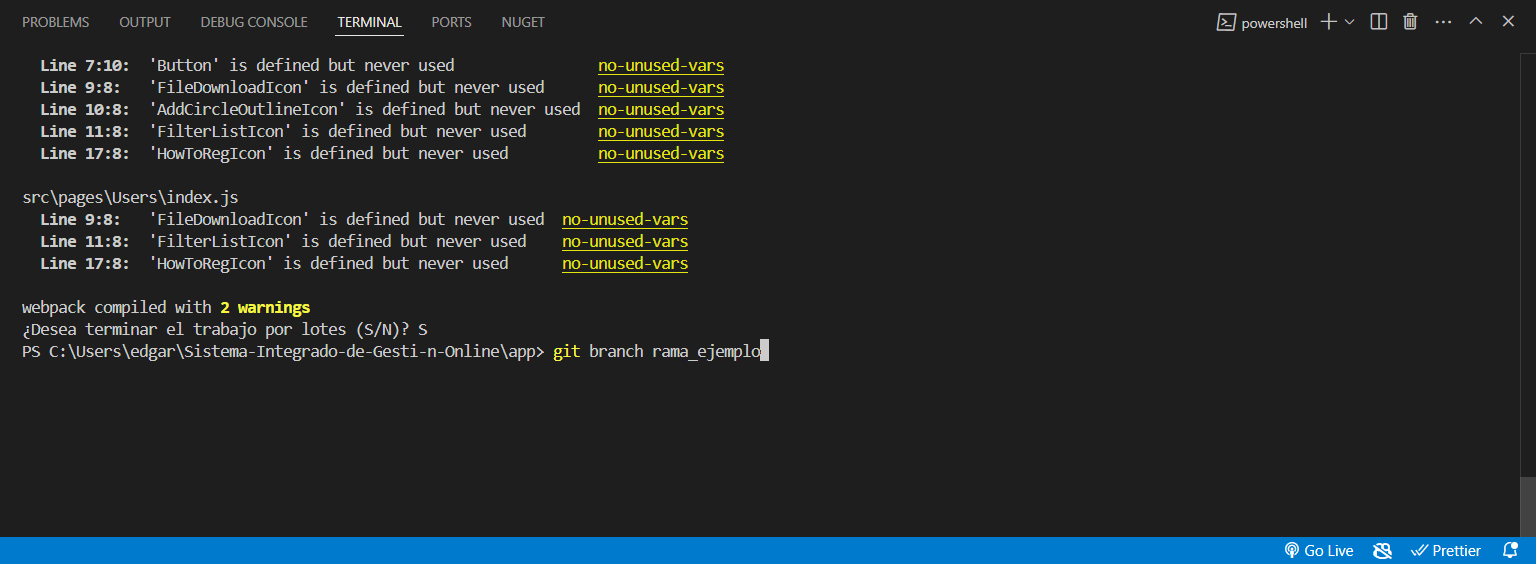 PROBLEMS OUTPUT DEBUG CONSOLE TERMINAL PORTS NUGET powershell
Line 7:10: 'Button' is defined but never used no-unused-vars
Line 9:8: 'FileDownloadIcon' is defined but never used no-unused-vars
Line 10:8: 'AddCircleOutlineIcon' is defined but never used no-unused-vars
Line 11:8: 'FilterListIcon' is defined but never used no-unused-vars
Line 17:8: 'HowToRegIcon' is defined but never used no-unused-vars
src\pages\Users\index.js
Line 9:8: 'FileDownloadIcon' is defined but never used no-unused-vars
Line 11:8: 'FilterListIcon' is defined but never used no-unused-vars
Line 17:8: 'HowToRegIcon' is defined but never used no-unused-vars
webpack compiled with 2 warnings
¿Desea terminar el trabajo por lotes (S/N)? S
PS C:\Users\edgar\Sistema-Integrado-de-Gesti-n-Online\app> git branch rama_ejemplo
Go Live Prettier